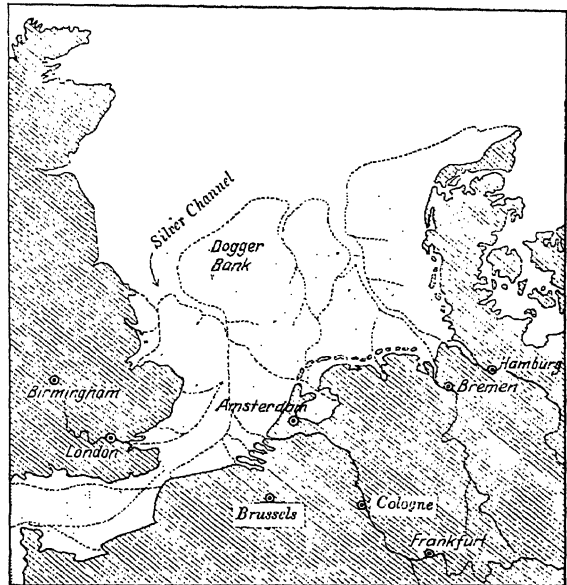 Silver Channel
Dogger
Bank
Hamburg
Bremen
Birmingham
Amsterdam
London
Brussels
Cologne
Frankfurt